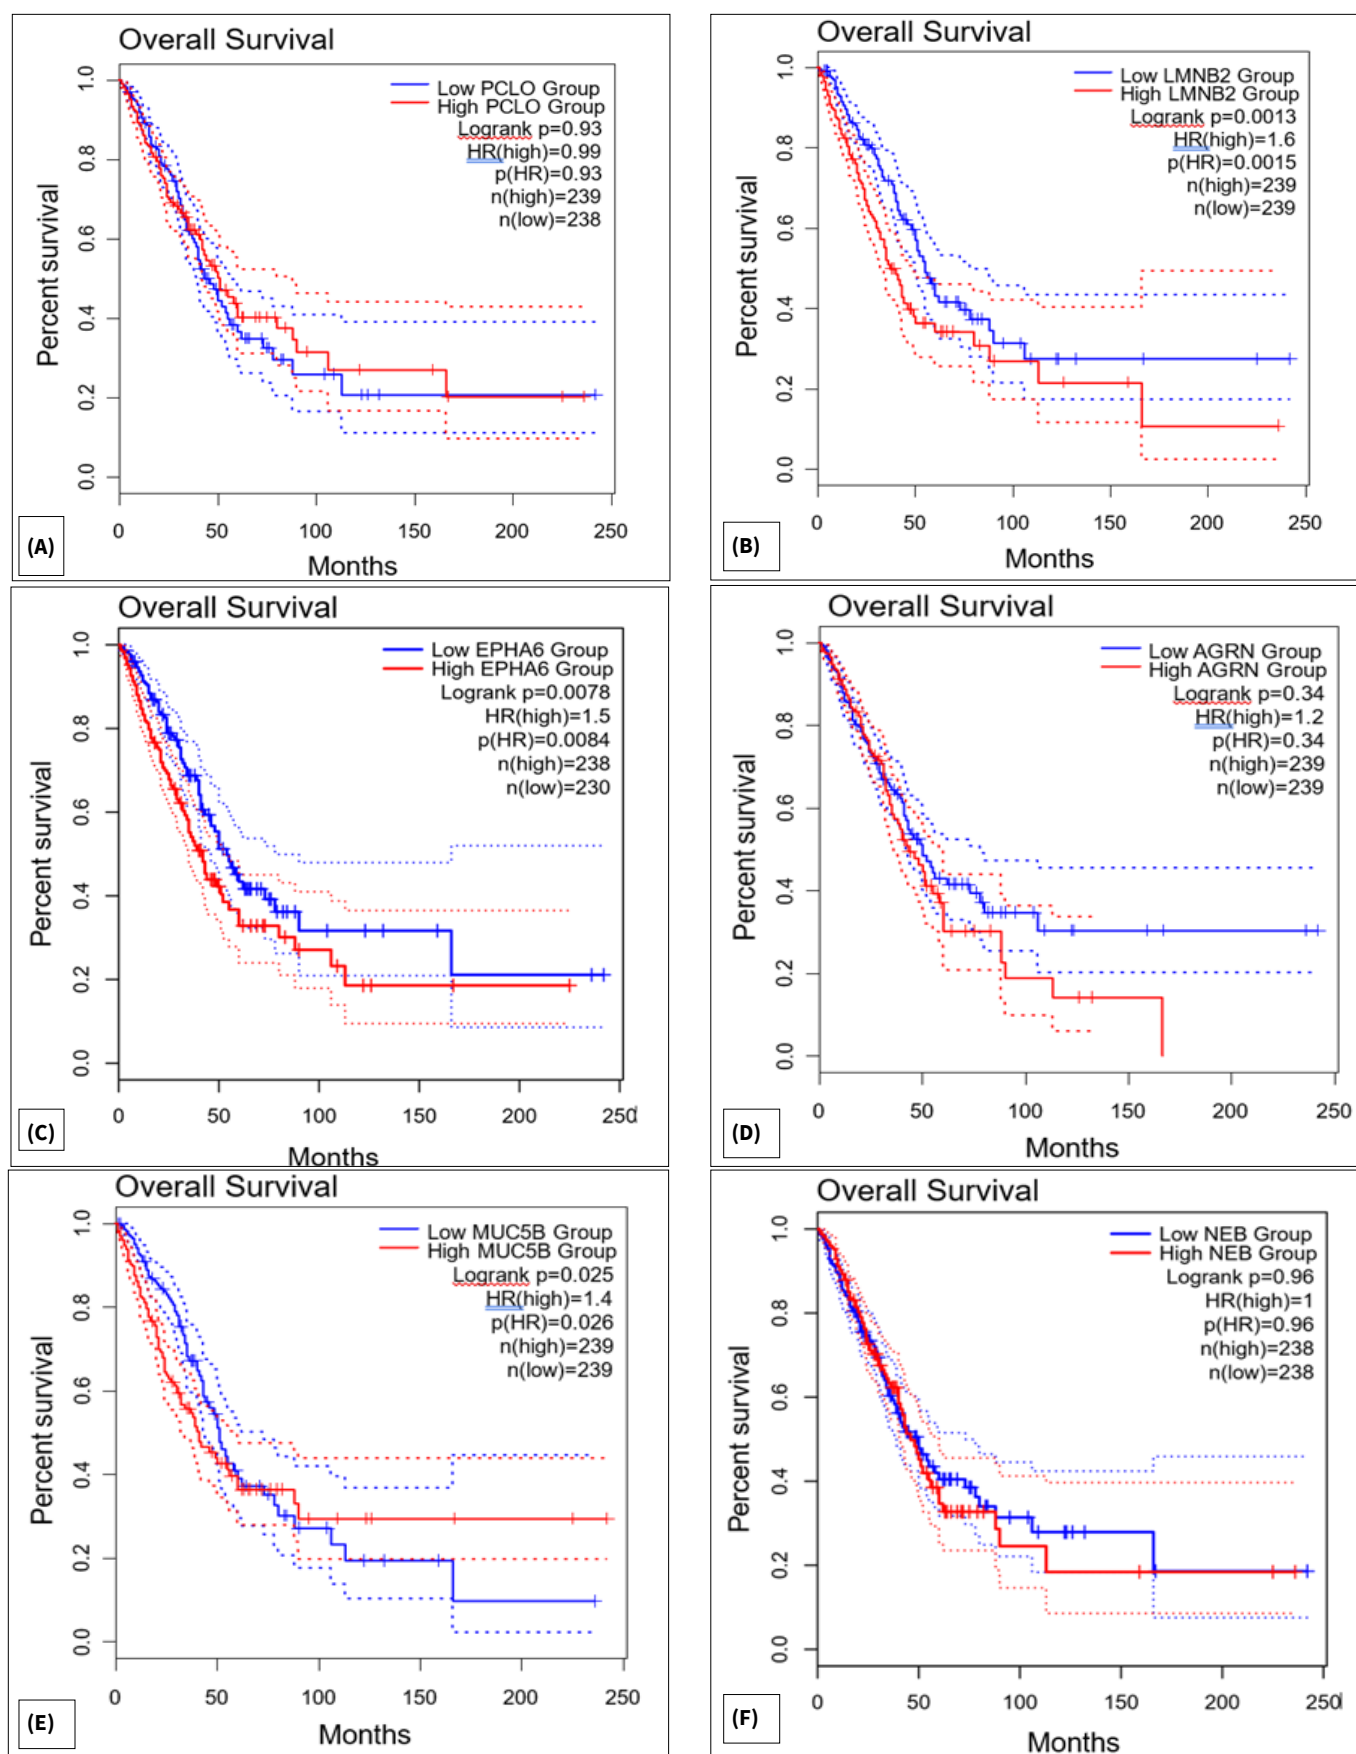 Overall Survival
Low PCLO Group
High PCLO Group
Logrank p=0.93
HR(high)=0.99
p(HR)=0.93
n(high)=239
n(low)=238
Percent survival
1.0
0.8
0.6
0.4
0.2
0.0
0 50 100 150 200 250
Months
(A)
Overall Survival
Low LMNB2 Group
High LMNB2 Group
Logrank p=0.0013
HR(high)=1.6
p(HR)=0.0015
n(high)=239
n(low)=239
Percent survival
1.0
0.8
0.6
0.4
0.2
0.0
0 50 100 150 200 250
Months
(B)
Overall Survival
Low EPHA6 Group
High EPHA6 Group
Logrank p=0.0078
HR(high)=1.5
p(HR)=0.0084
n(high)=238
n(low)=230
Percent survival
1.0
0.8
0.6
0.4
0.2
0.0
0 50 100 150 200 250
Months
(C)
Overall Survival
Low AGRN Group
High AGRN Group
Logrank p=0.34
HR(high)=1.2
p(HR)=0.34
n(high)=239
n(low)=239
Percent survival
1.0
0.8
0.6
0.4
0.2
0.0
0 50 100 150 200 250
Months
(D)
Overall Survival
Low MUC5B Group
High MUC5B Group
Logrank p=0.025
HR(high)=1.4
p(HR)=0.026
n(high)=239
n(low)=239
Percent survival
1.0
0.8
0.6
0.4
0.2
0.0
0 50 100 150 200 250
Months
(E)
Overall Survival
Low NEB Group
High NEB Group
Logrank p=0.96
HR(high)=1
p(HR)=0.96
n(high)=238
n(low)=238
Percent survival
1.0
0.8
0.6
0.4
0.2
0.0
0 50 100 150 200 250
Months
(F)